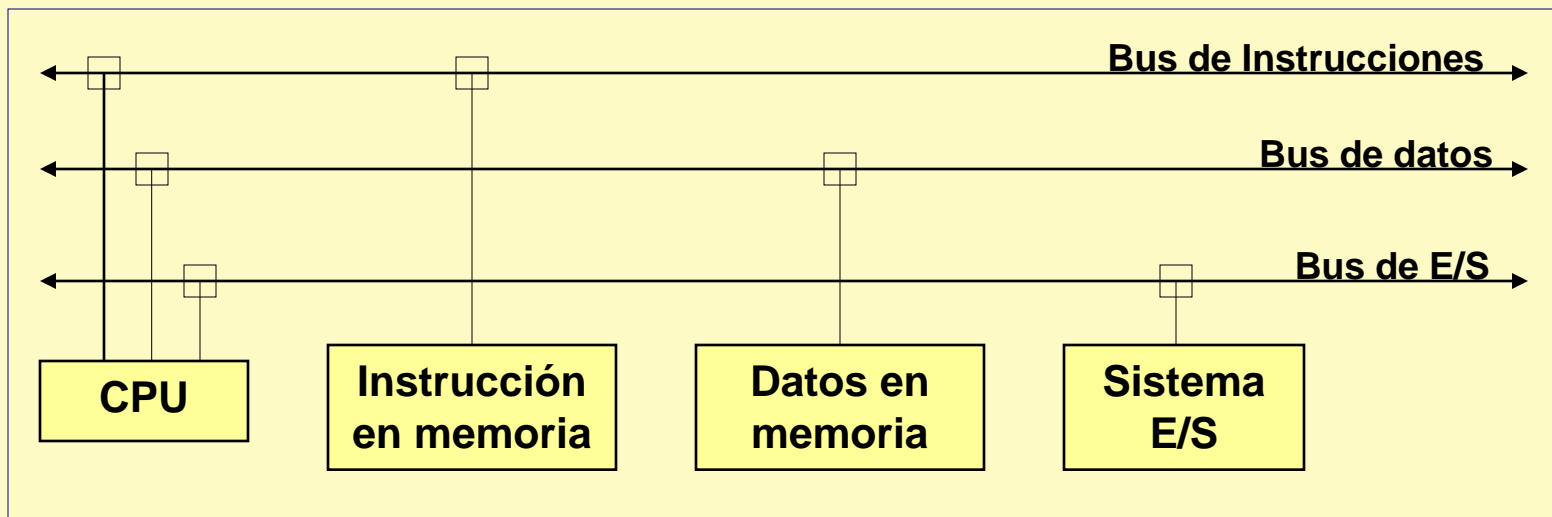 Bus de Instrucciones
Bus de datos
Bus de E/S
CPU
Instrucción
en memoria
Datos en
memoria
Sistema
E/S